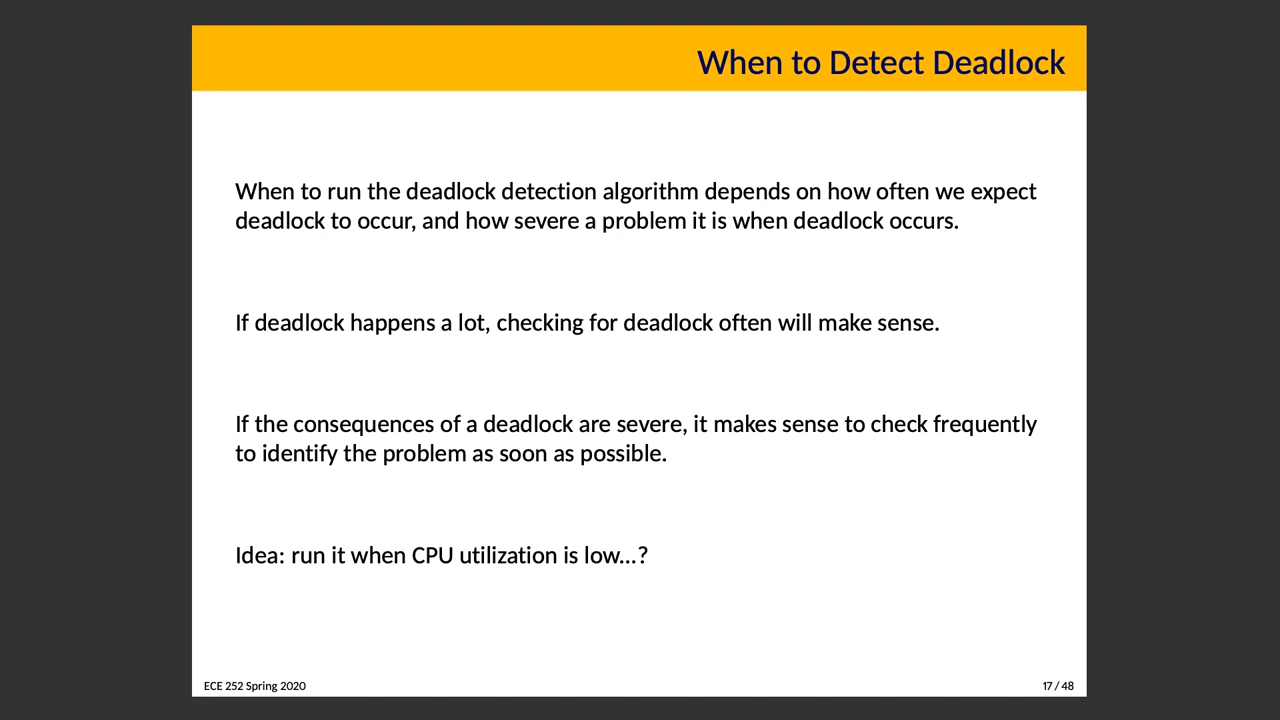 When to Detect Deadlock
When to run the deadlock detection algorithm depends on how often we expect
deadlock to occur, and how severe a problem it is when deadlock occurs.
If deadlock happens a lot, checking for deadlock often will make sense.
If the consequences of a deadlock are severe, it makes sense to check frequently
to identify the problem as soon as possible.
Idea: run it when CPU utilization is low...?
ECE 252 Spring 2020
17 / 48